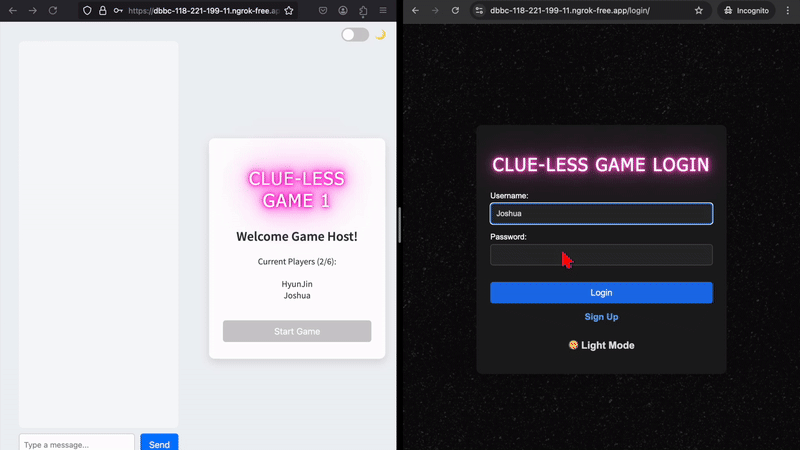 https://dbbc-118-221-199-11.ngrok-free.app
CLUE-LESS
GAME 1
Welcome Game Host!
Current Players (2/6):
HyunJin
Joshua
Start Game
Type a message...
Send
dbbc-118-221-199-11.ngrok-free.app/login/
Incognito
CLUE-LESS GAME LOGIN
Username:
Joshua
Password:
Login
Sign Up
Light Mode